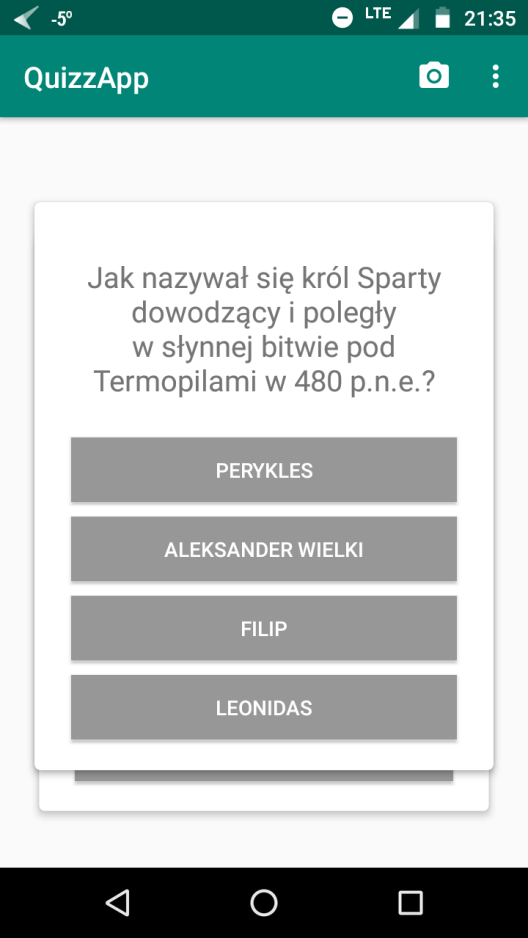 -5º LTE 21:35
QuizzApp
Jak nazywał się król Sparty
dowodzący i poległy
w słynnej bitwie pod
Termopilami w 480 p.n.e.?
PERYKLES
ALEKSANDER WIELKI
FILIP
LEONIDAS